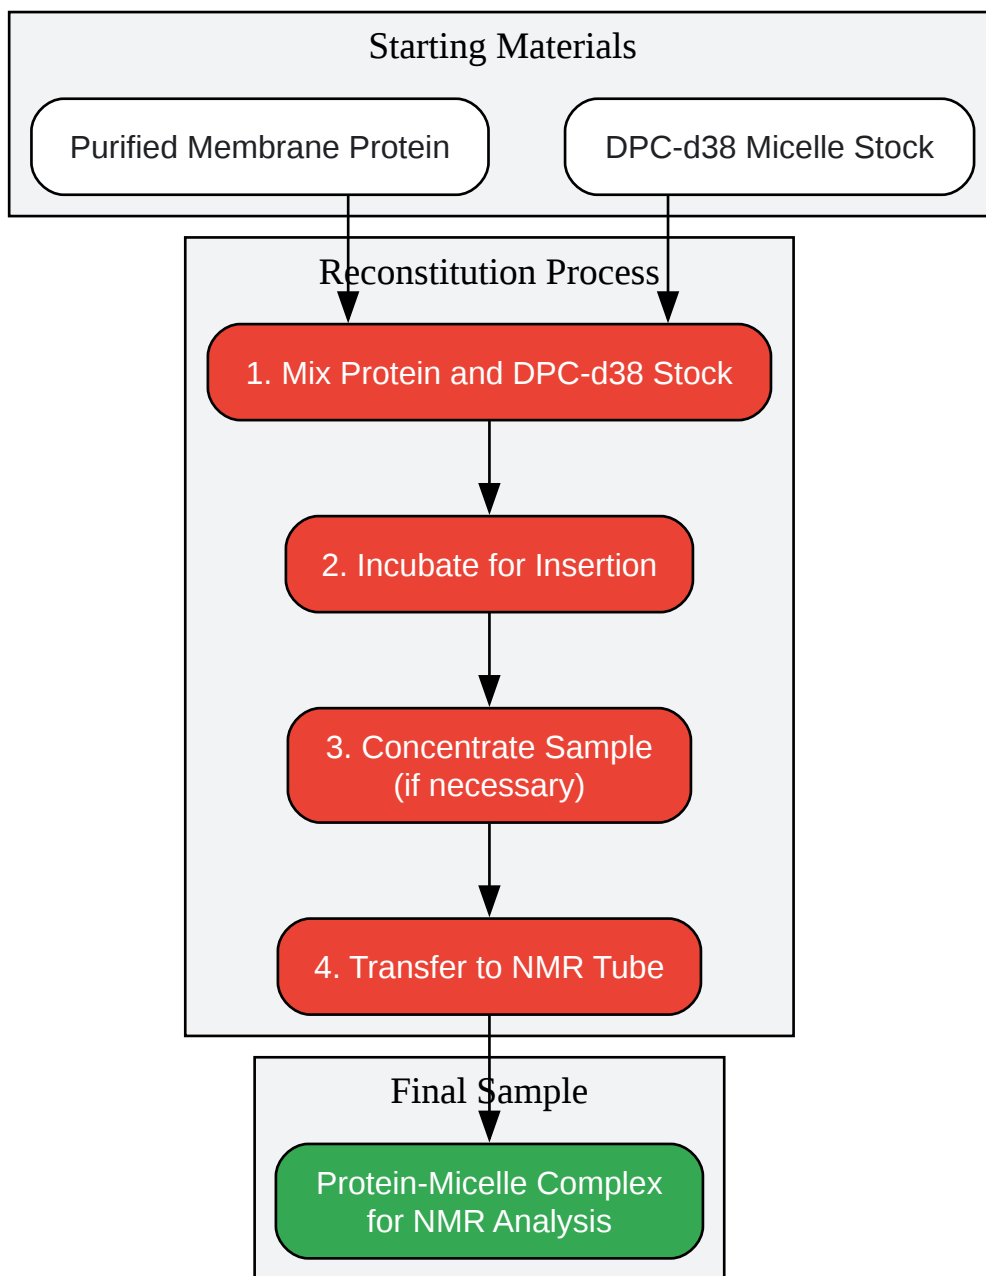 Starting Materials
Purified Membrane Protein
DPC-d38 Micelle Stock
Reconstitution Process
1. Mix Protein and DPC-d38 Stock
2. Incubate for Insertion
3. Concentrate Sample
(if necessary)
4. Transfer to NMR Tube
Final Sample
Protein-Micelle Complex
for NMR Analysis